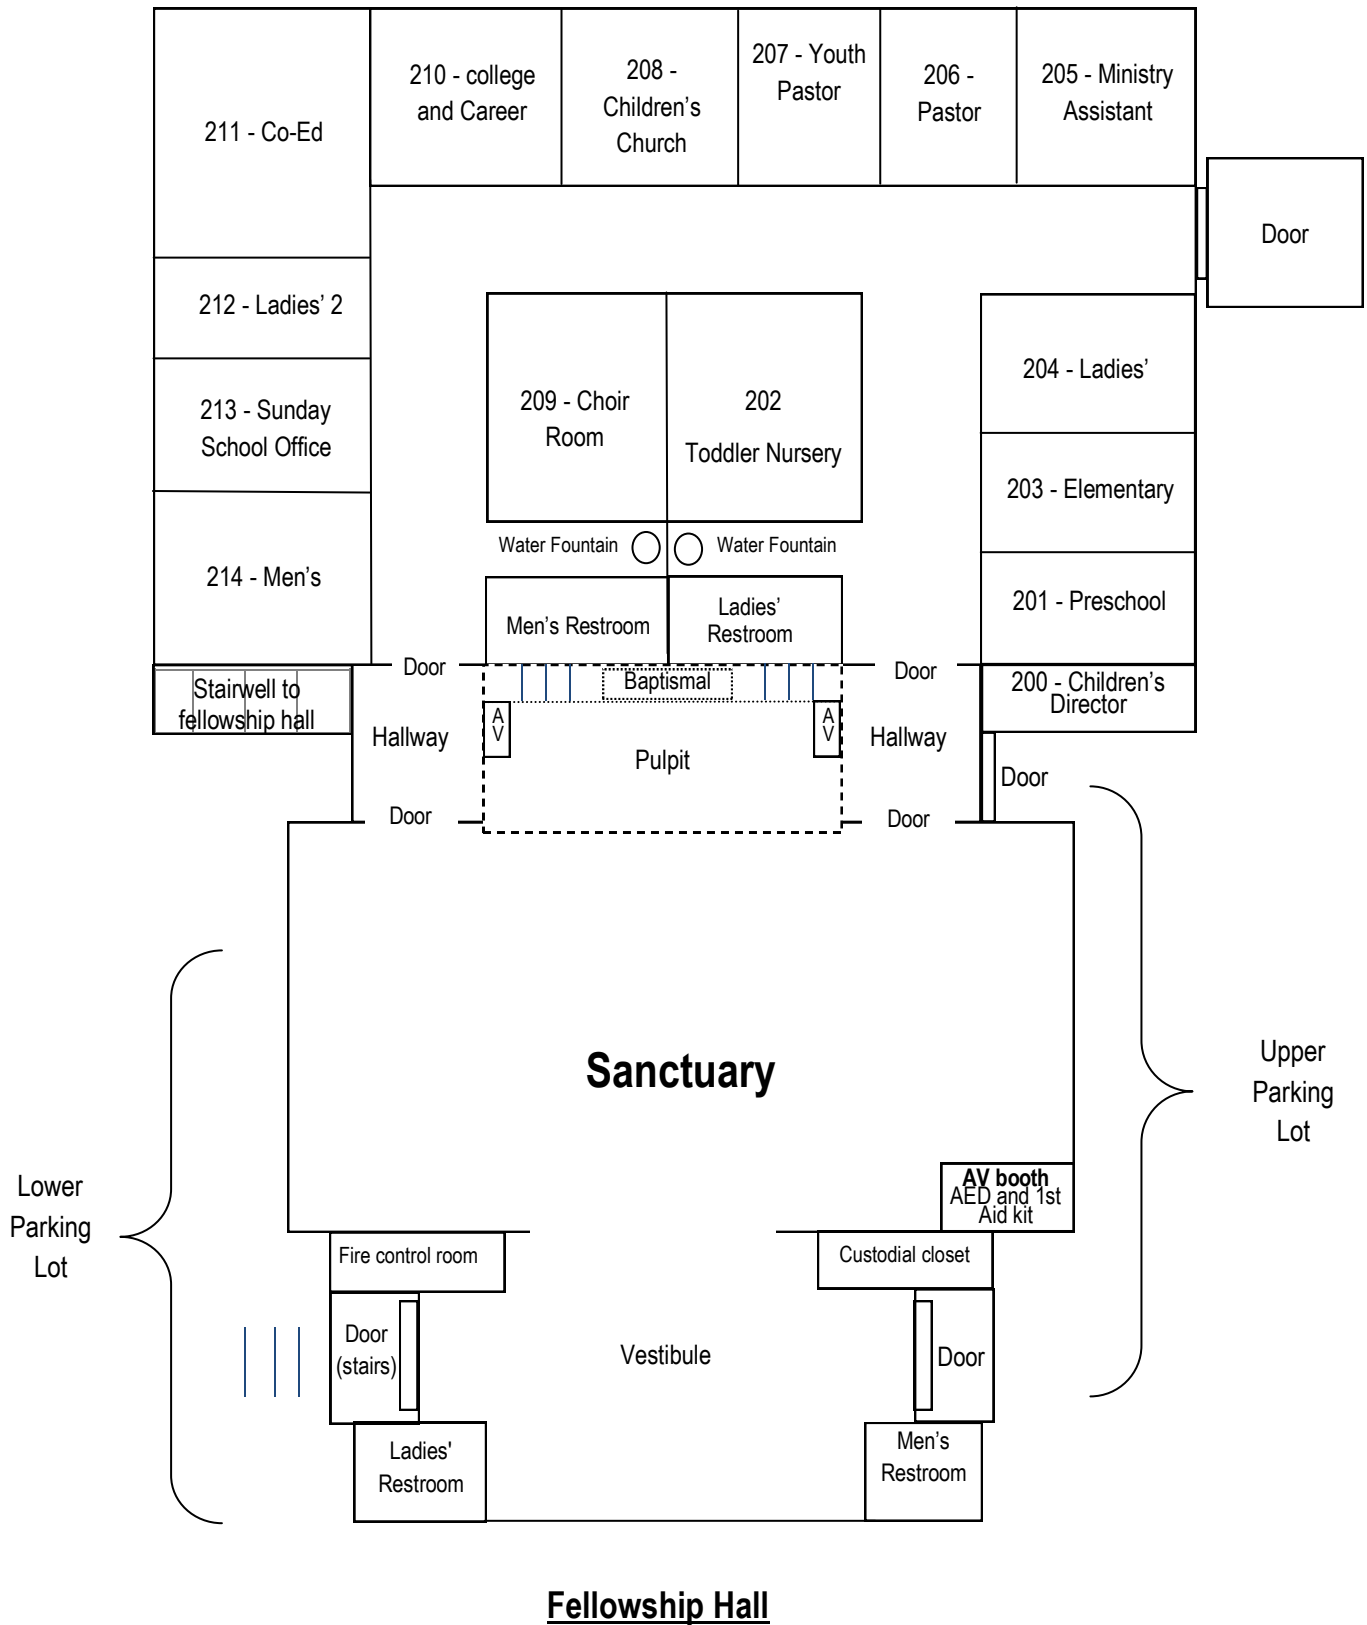 210 - college
and Career
208 -
Children's
Church
207 - Youth
Pastor
206 -
Pastor
205 - Ministry
Assistant
211 - Co-Ed
Door
212 - Ladies' 2
204 - Ladies'
213 - Sunday
School Office
209 - Choir
Room
202
Toddler Nursery
203 - Elementary
Water Fountain
Water Fountain
214 - Men's
Men's Restroom
Ladies'
Restroom
201 - Preschool
Door
Door
Stairwell to
fellowship hall
Baptismal
200 - Children's
Director
Hallway
A
V
Pulpit
A
V
Hallway
Door
Door
Door
Sanctuary
Upper
Parking
Lot
Lower
Parking
Lot
AV booth
AED and 1st
Aid kit
Fire control room
Custodial closet
Door
(stairs)
Vestibule
Door
Ladies'
Restroom
Men's
Restroom
Fellowship Hall